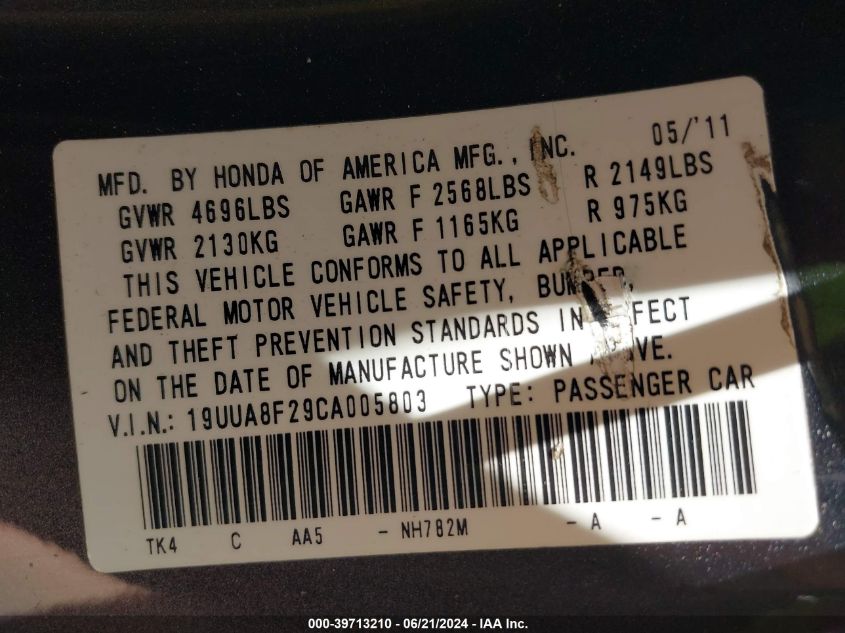 MFD. BY HONDA OF AMERICA MFG., INC. 05/'11
GVWR 4696LBS GAWR F 2568LBS R 2149LBS
GVWR 2130KG GAWR F 1165KG R 975KG
THIS VEHICLE CONFORMS TO ALL APPLICABLE
FEDERAL MOTOR VEHICLE SAFETY, BUMPER,
AND THEFT PREVENTION STANDARDS IN EFFECT
ON THE DATE OF MANUFACTURE SHOWN ABOVE.
V.I.N.: 19UUA8F29CA005803 TYPE: PASSENGER CAR
TK4 C AA5 - NH782M - A - A
000-39713210 - 06/21/2024 - IAA Inc.